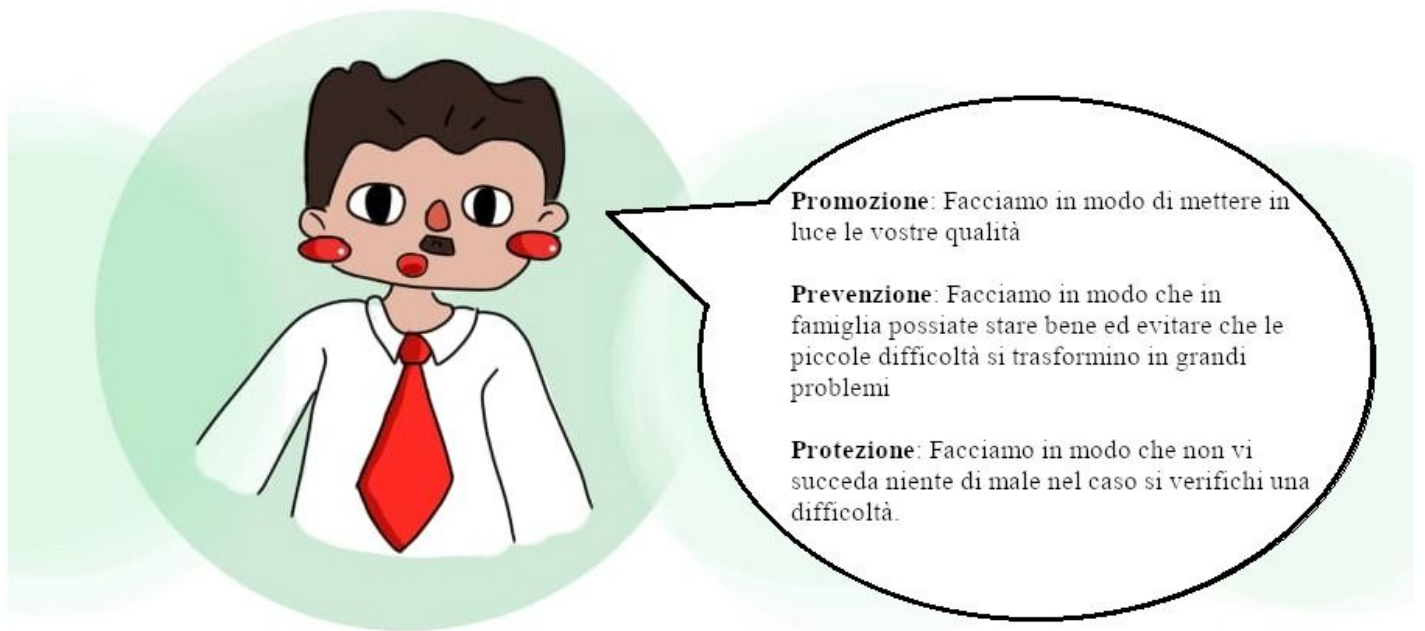 Promozione: Facciamo in modo di mettere in
luce le vostre qualità
Prevenzione: Facciamo in modo che in
famiglia possiate stare bene ed evitare che le
piccole difficoltà si trasformino in grandi
problemi
Protezione: Facciamo in modo che non vi
succeda niente di male nel caso si verifichi una
difficoltà.